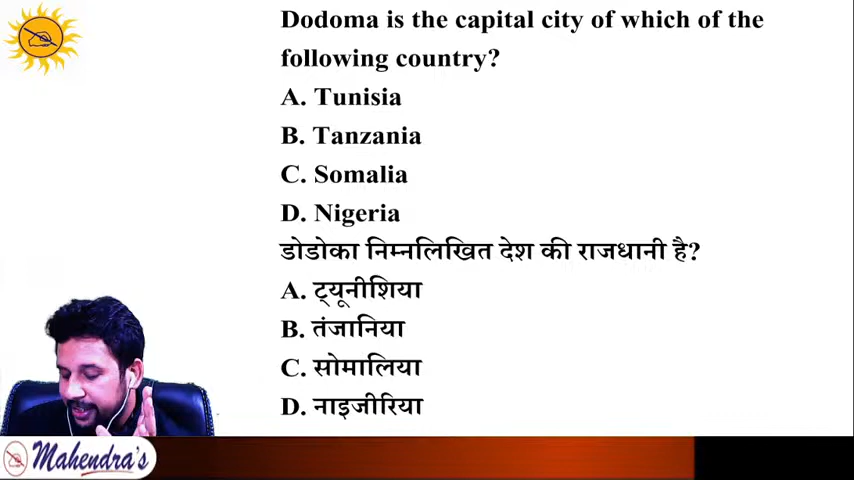 Dodoma is the capital city of which of the
following country?
A. Tunisia
B. Tanzania
C. Somalia
D. Nigeria
डोडोका निम्नलिखित देश की राजधानी है?
A. ट्यूनीशिया
B. तंजानिया
C. सोमालिया
D. नाइजीरिया
Mahendra's